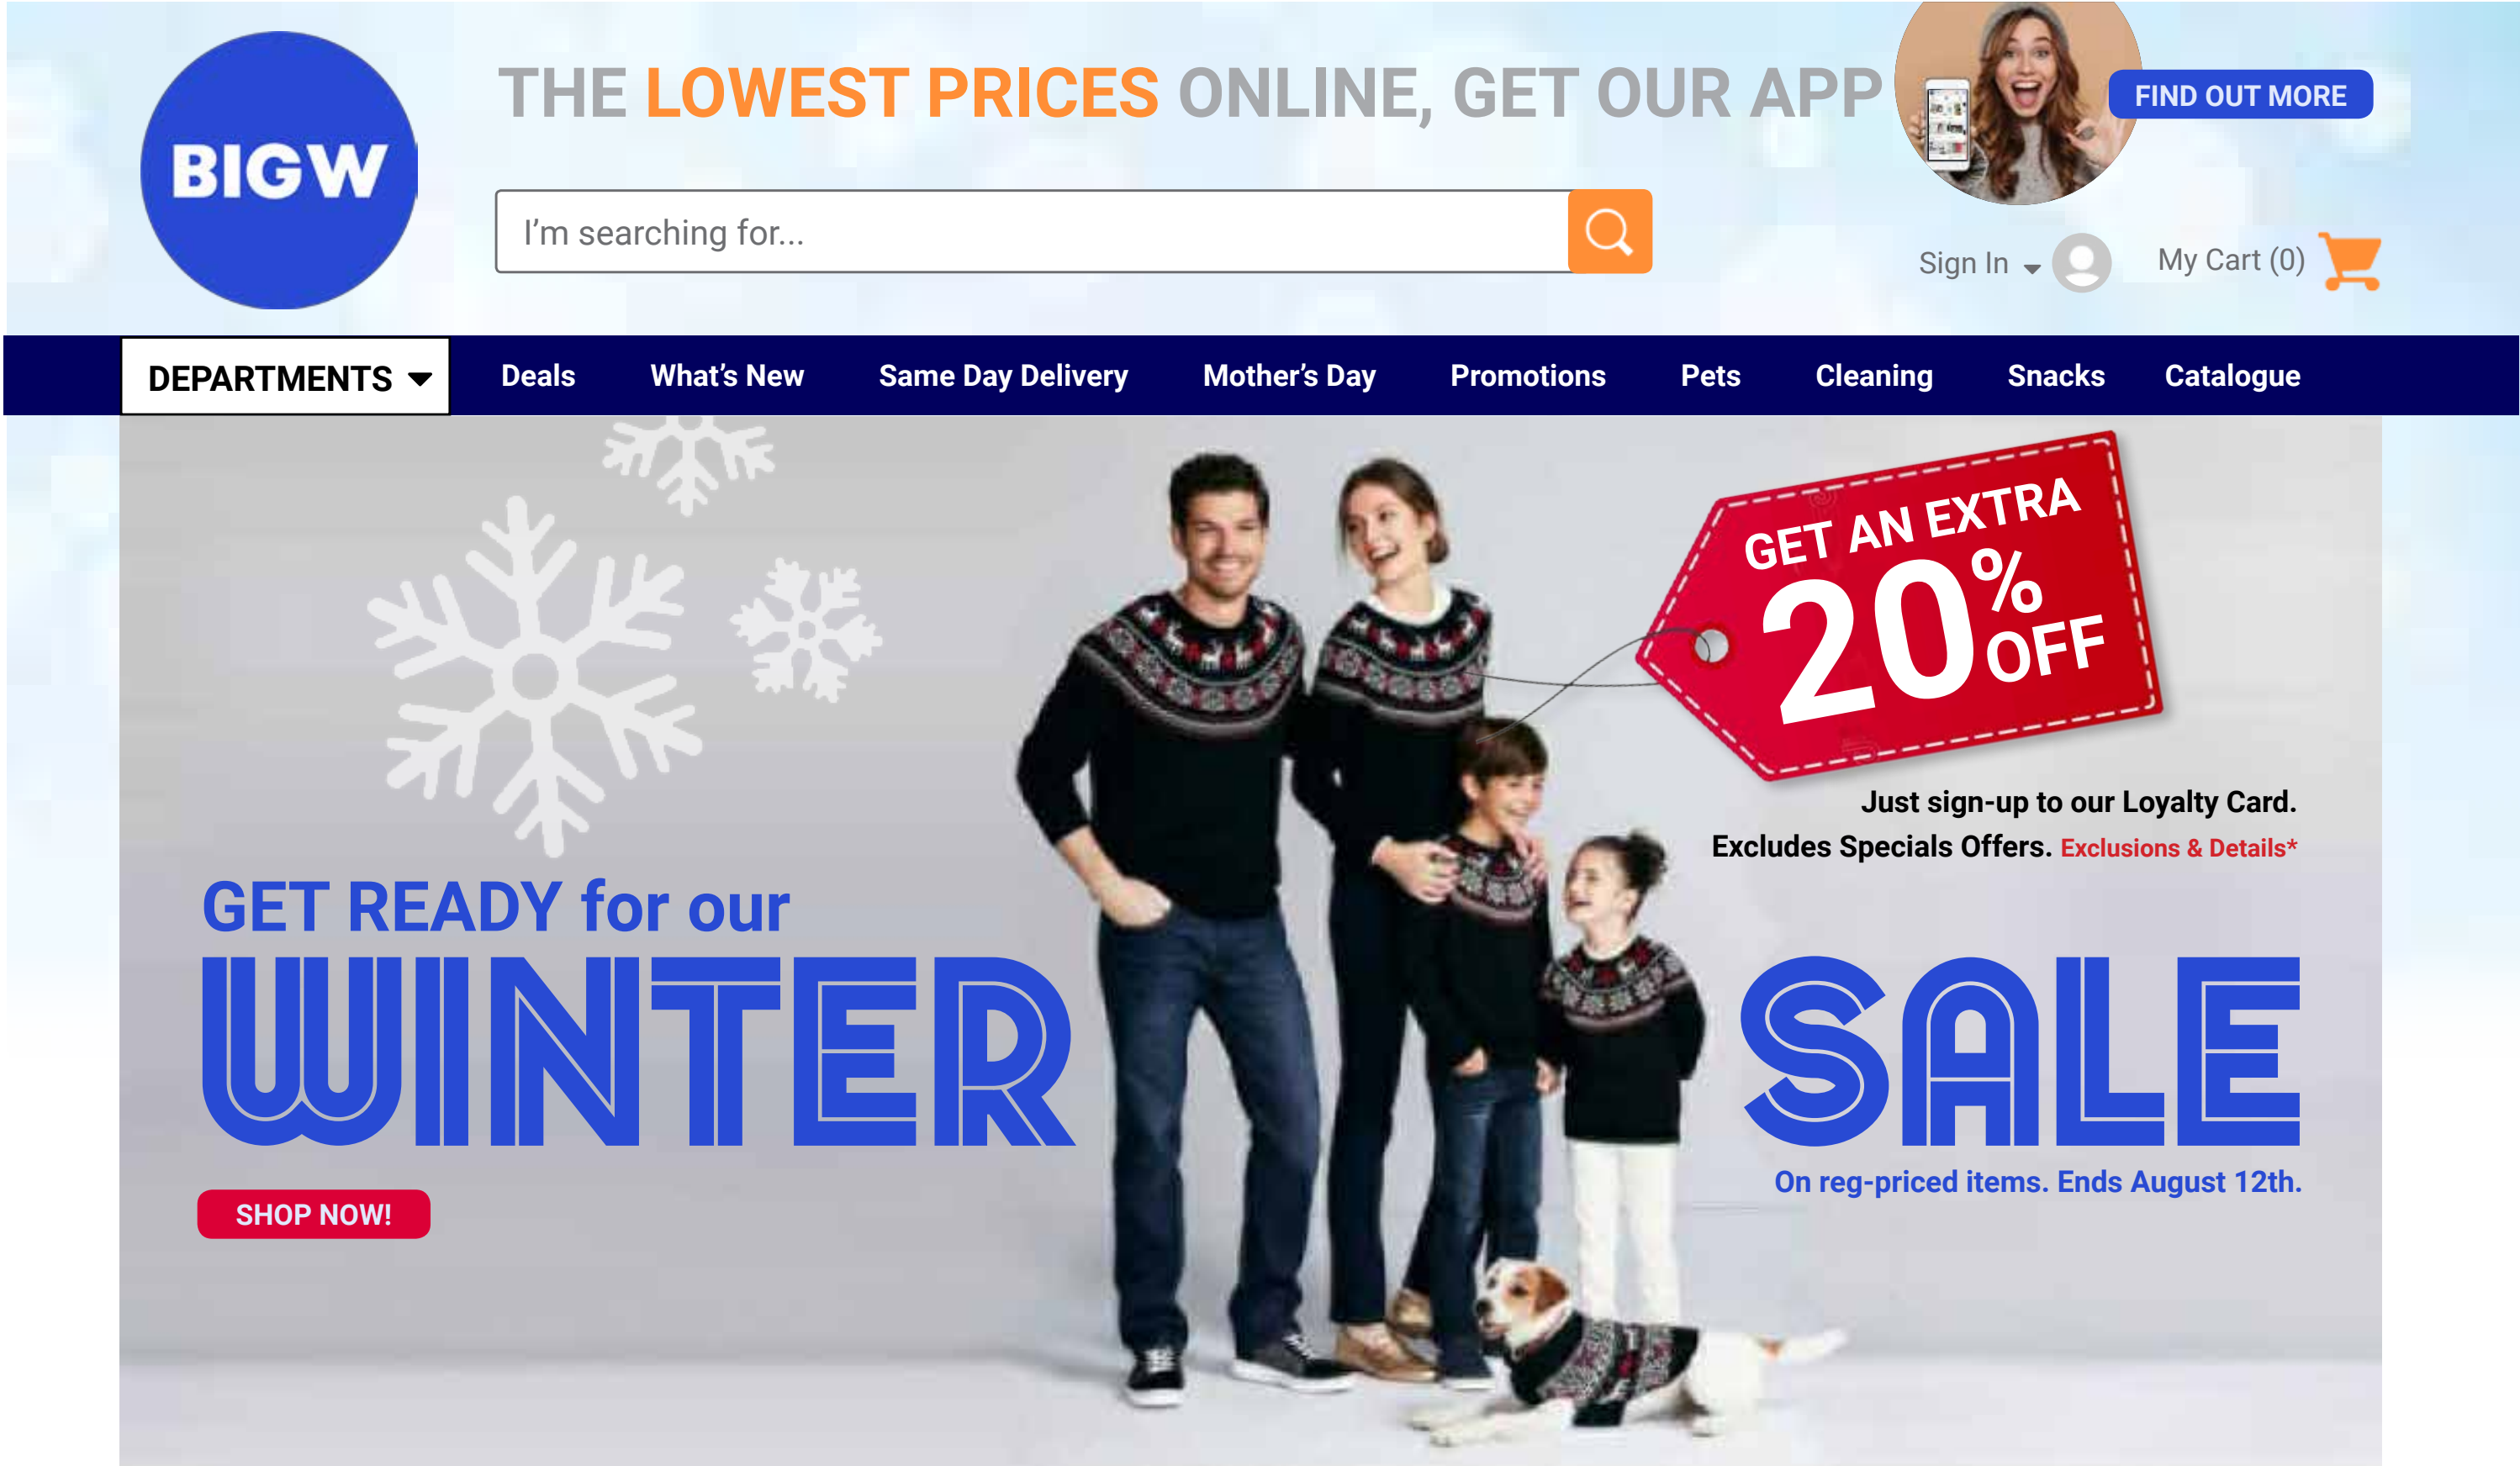 THE LOWEST PRICES ONLINE, GET OUR APP
FIND OUT MORE
BIGW
I’m searching for...
Sign In
My Cart (0)
DEPARTMENTS
Deals
What’s New
Same Day Delivery
Mother’s Day
Promotions
Pets
Cleaning
Snacks
Catalogue
GET AN EXTRA
20%
OFF
Just sign-up to our Loyalty Card.
Excludes Specials Offers. Exclusions & Details*
GET READY for our
WINTER SALE
On reg-priced items. Ends August 12th.
SHOP NOW!